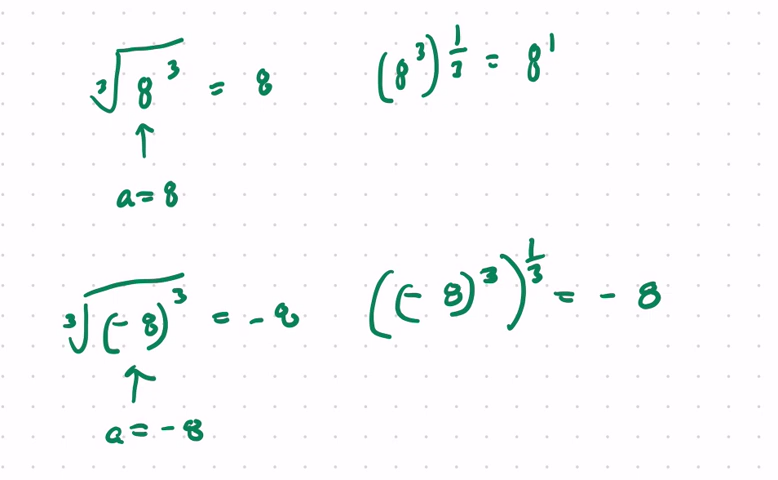 ∛(8³) = 8    (8³)^(1/3) = 8¹
↑
a = 8
∛((-8)³) = -8    ((-8)³)^(1/3) = -8
↑
a = -8